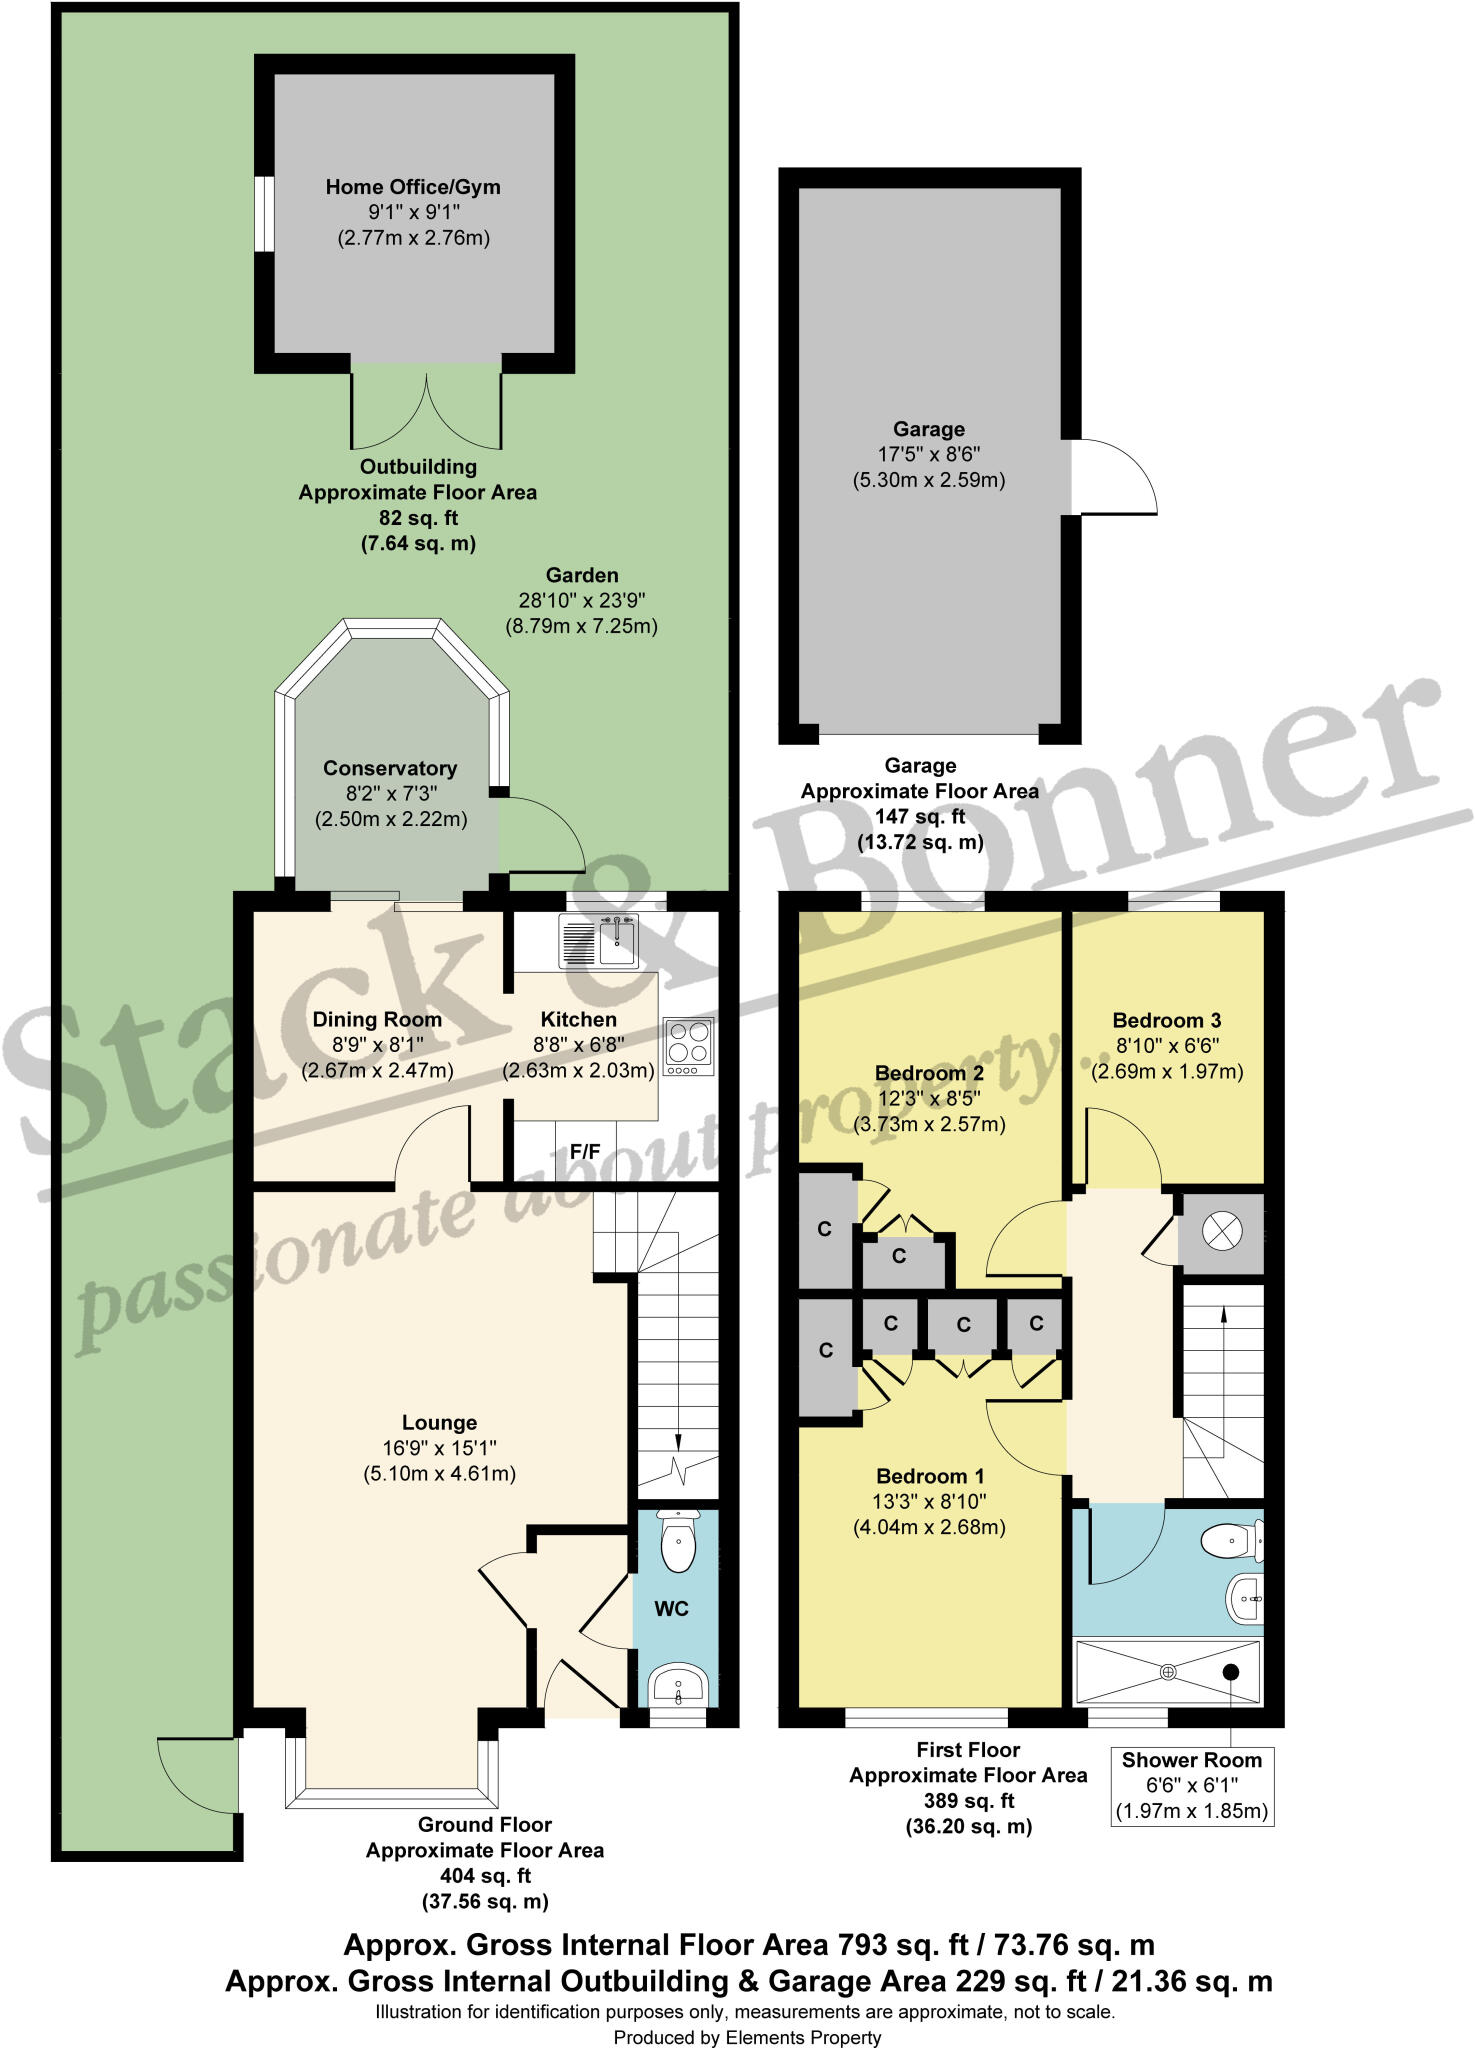 Home Office/Gym
9'1" x 9'1"
(2.77m x 2.76m)
Outbuilding
Approximate Floor Area
82 sq. ft
(7.64 sq. m)
Garden
28'10" x 23'9"
(8.79m x 7.25m)
Garage
17'5" x 8'6"
(5.30m x 2.59m)
Garage
Approximate Floor Area
147 sq. ft
(13.72 sq. m)
Conservatory
8'2" x 7'3"
(2.50m x 2.22m)
Dining Room
8'9" x 8'1"
(2.67m x 2.47m)
Kitchen
8'8" x 6'8"
(2.63m x 2.03m)
F/F
Lounge
16'9" x 15'1"
(5.10m x 4.61m)
WC
Ground Floor
Approximate Floor Area
404 sq. ft
(37.56 sq. m)
Bedroom 2
12'3" x 8'5"
(3.73m x 2.57m)
Bedroom 3
8'10" x 6'6"
(2.69m x 1.97m)
C
C
C
C
C
C
Bedroom 1
13'3" x 8'10"
(4.04m x 2.68m)
First Floor
Approximate Floor Area
389 sq. ft
(36.20 sq. m)
Shower Room
6'6" x 6'1"
(1.97m x 1.85m)
Stack & Bonner
passionate about property...
Approx. Gross Internal Floor Area 793 sq. ft / 73.76 sq. m
Approx. Gross Internal Outbuilding & Garage Area 229 sq. ft / 21.36 sq. m
Illustration for identification purposes only, measurements are approximate, not to scale.
Produced by Elements Property